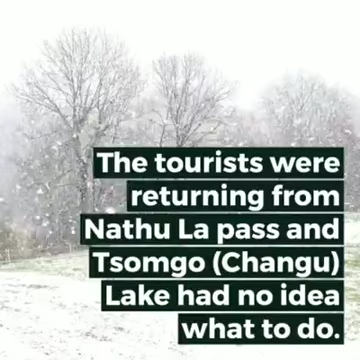 The tourists were
returning from
Nathu La pass and
Tsomgo (Changu)
Lake had no idea
what to do.